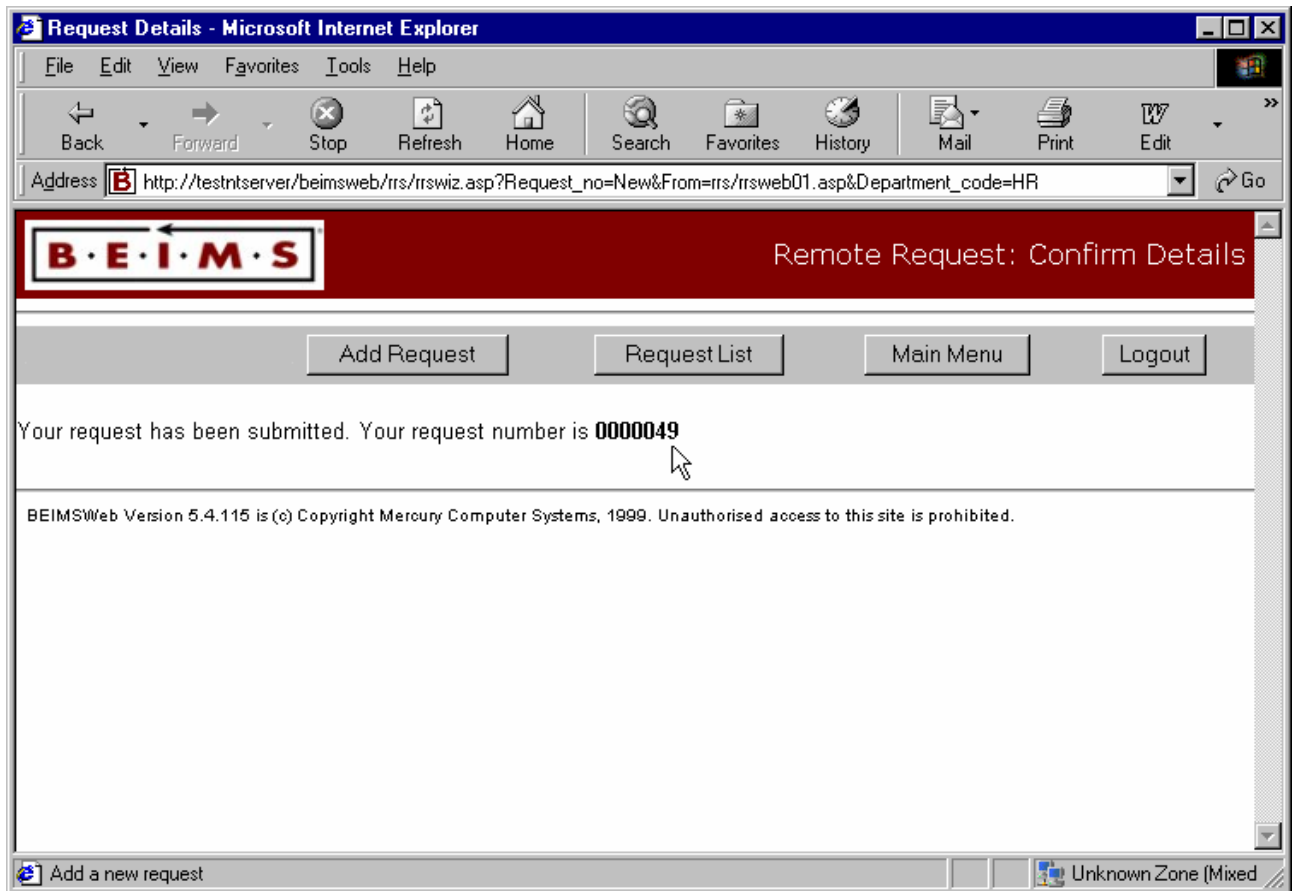 Request Details - Microsoft Internet Explorer
File Edit View Favorites Tools Help
Back Forward Stop Refresh Home Search Favorites History Mail Print Edit »
Address http://testntserver/beimsweb/rrs/rrswiz.asp?Request_no=New&From=rrs/rrsweb01.asp&Department_code=HR Go
B·E·I·M·S Remote Request: Confirm Details
Add Request Request List Main Menu Logout
Your request has been submitted. Your request number is 0000049
BEIMSWeb Version 5.4.115 is (c) Copyright Mercury Computer Systems, 1999. Unauthorised access to this site is prohibited.
Add a new request Unknown Zone (Mixed